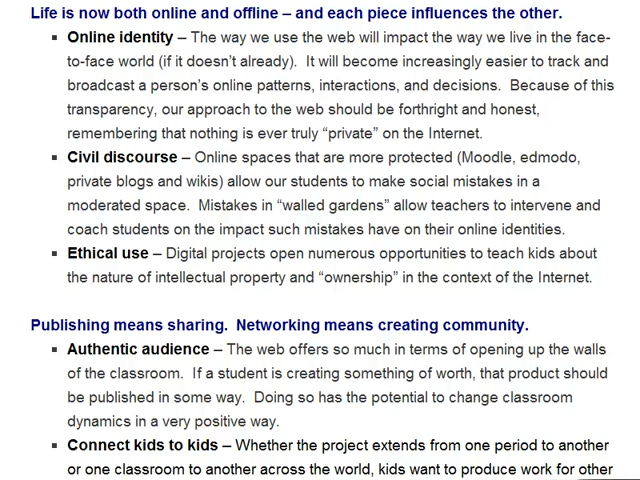 Life is now both online and offline – and each piece influences the other.
▪ Online identity – The way we use the web will impact the way we live in the face-
to-face world (if it doesn’t already).  It will become increasingly easier to track and
broadcast a person’s online patterns, interactions, and decisions.  Because of this
transparency, our approach to the web should be forthright and honest,
remembering that nothing is ever truly “private” on the Internet.
▪ Civil discourse – Online spaces that are more protected (Moodle, edmodo,
private blogs and wikis) allow our students to make social mistakes in a
moderated space.  Mistakes in “walled gardens” allow teachers to intervene and
coach students on the impact such mistakes have on their online identities.
▪ Ethical use – Digital projects open numerous opportunities to teach kids about
the nature of intellectual property and “ownership” in the context of the Internet.
Publishing means sharing.  Networking means creating community.
▪ Authentic audience – The web offers so much in terms of opening up the walls
of the classroom.  If a student is creating something of worth, that product should
be published in some way.  Doing so has the potential to change classroom
dynamics in a very positive way.
▪ Connect kids to kids – Whether the project extends from one period to another
or one classroom to another across the world, kids want to produce work for other